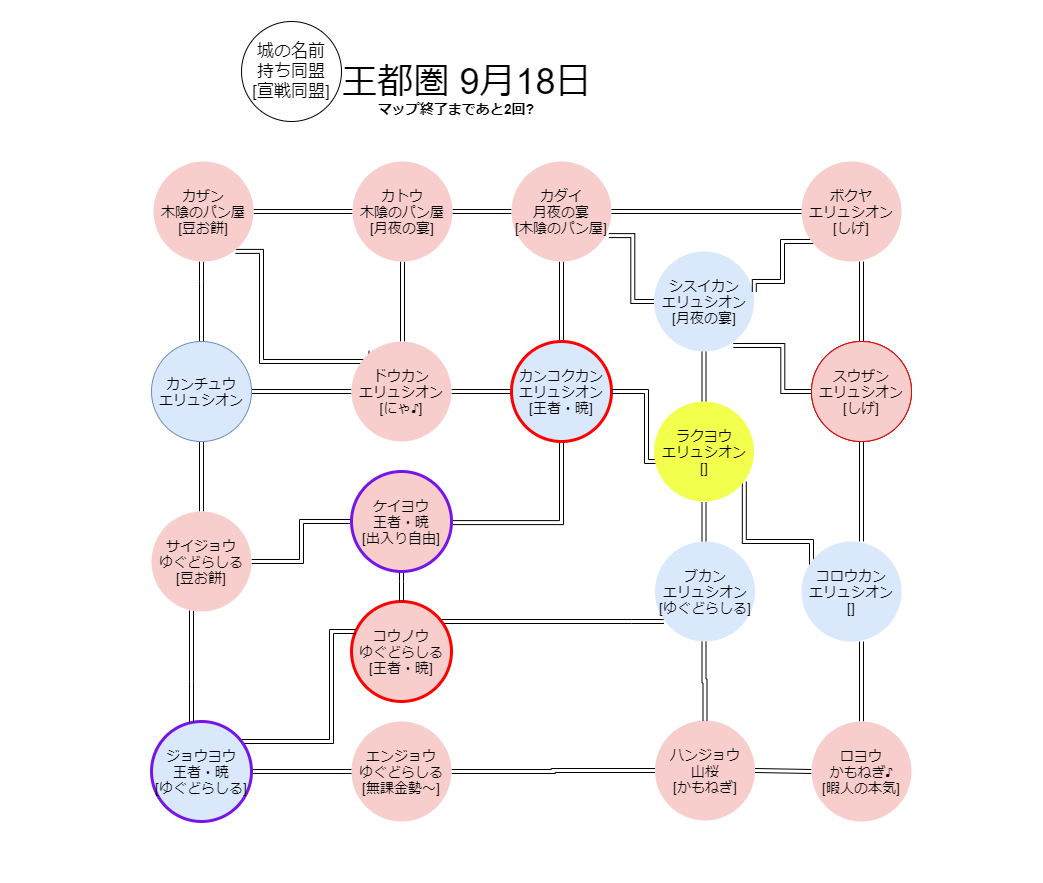 城の名前
持ち同盟
[宣戦同盟]
王都圏 9月18日
マップ終了まであと2回?
カザン
木陰のパン屋
[豆お餅]
カトウ
木陰のパン屋
[月夜の宴]
カダイ
月夜の宴
[木陰のパン屋]
ボクヤ
エリュシオン
[しげ]
シスイカン
エリュシオン
[月夜の宴]
カンチュウ
エリュシオン
ドウカン
エリュシオン
[にゃ♪]
カンコクカン
エリュシオン
[王者・暁]
スウザン
エリュシオン
[しげ]
ラクヨウ
エリュシオン
[]
ケイヨウ
王者・暁
[出入り自由]
サイジョウ
ゆぐどらしる
[豆お餅]
ブカン
エリュシオン
[ゆぐどらしる]
コロウカン
エリュシオン
[]
コウノウ
ゆぐどらしる
[王者・暁]
ジョウヨウ
王者・暁
[ゆぐどらしる]
エンジョウ
ゆぐどらしる
[無課金勢～]
ハンジョウ
山桜
[かもねぎ]
ロヨウ
かもねぎ♪
[暇人の本気]